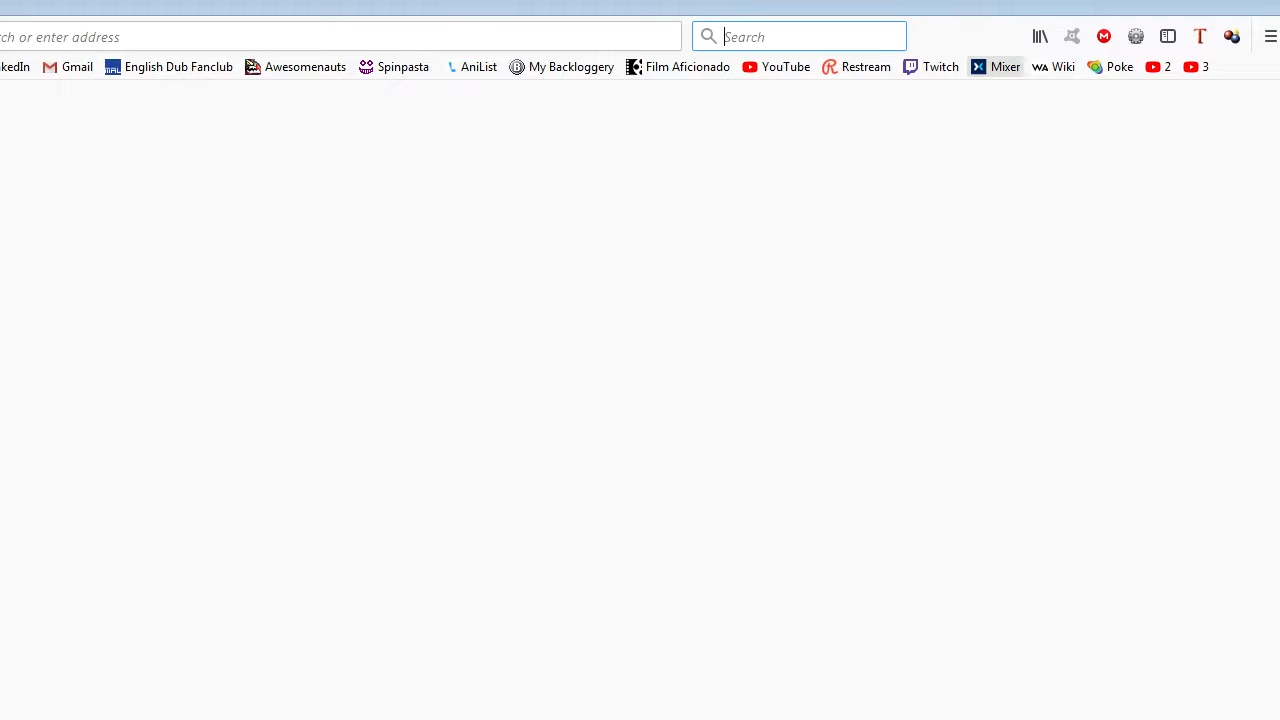 ch or enter address Search
kedIn Gmail English Dub Fanclub Awesomenauts Spinpasta AniList My Backloggery Film Aficionado YouTube Restream Twitch Mixer WA Wiki Poke 2 3